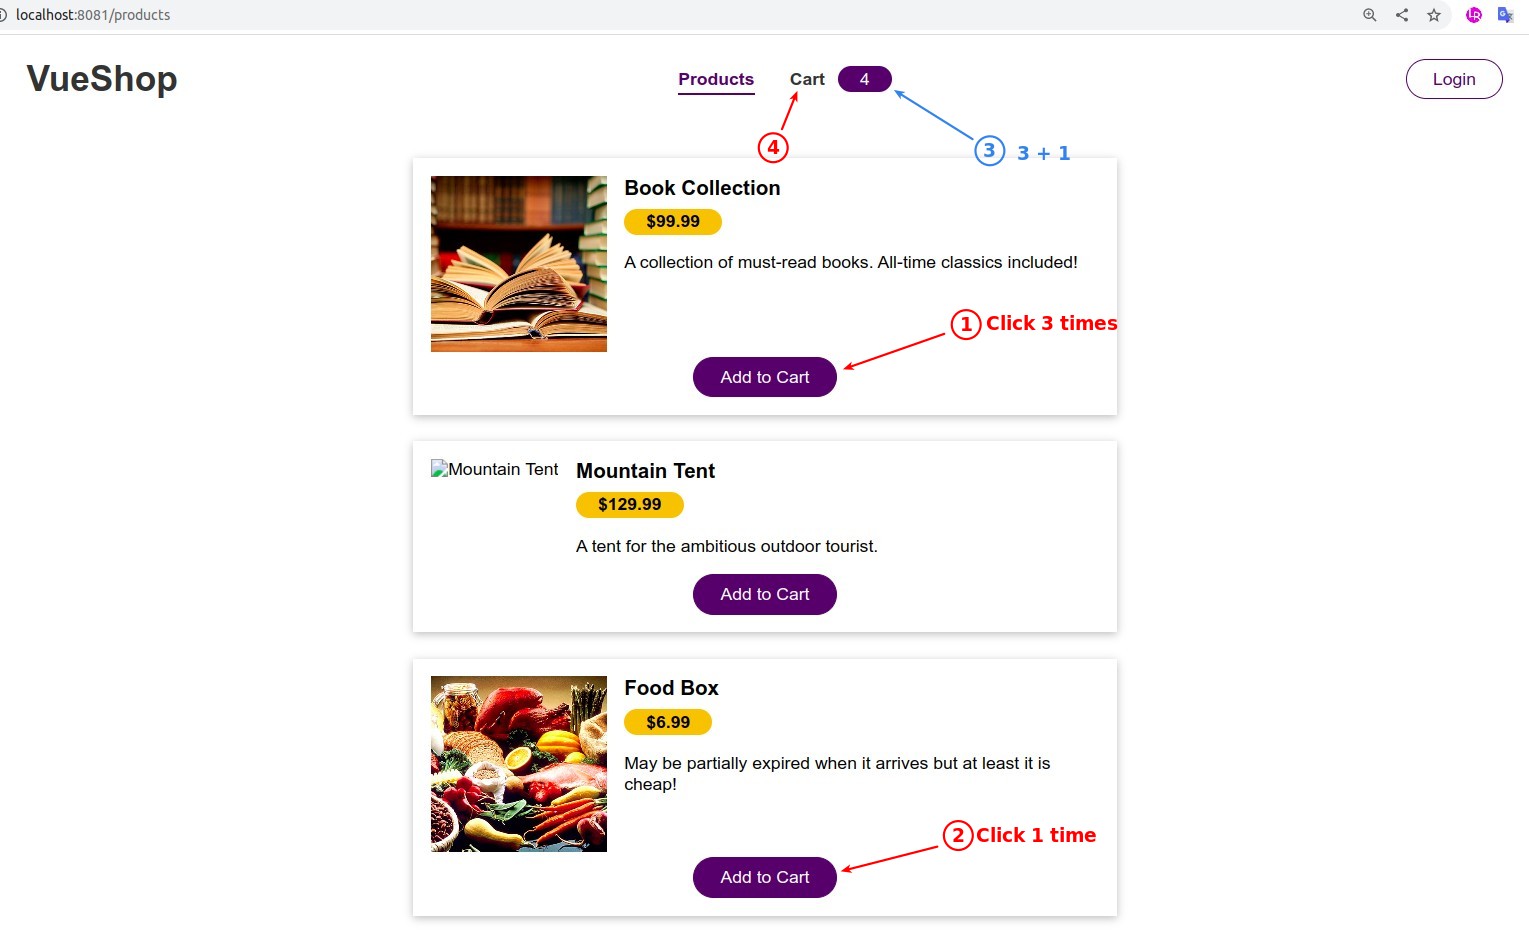 localhost:8081/products
VueShop
Products
Cart
4
Login
4
3
3 + 1
Book Collection
$99.99
A collection of must-read books. All-time classics included!
1 Click 3 times
Add to Cart
Mountain Tent
Mountain Tent
$129.99
A tent for the ambitious outdoor tourist.
Add to Cart
Food Box
$6.99
May be partially expired when it arrives but at least it is
cheap!
2 Click 1 time
Add to Cart